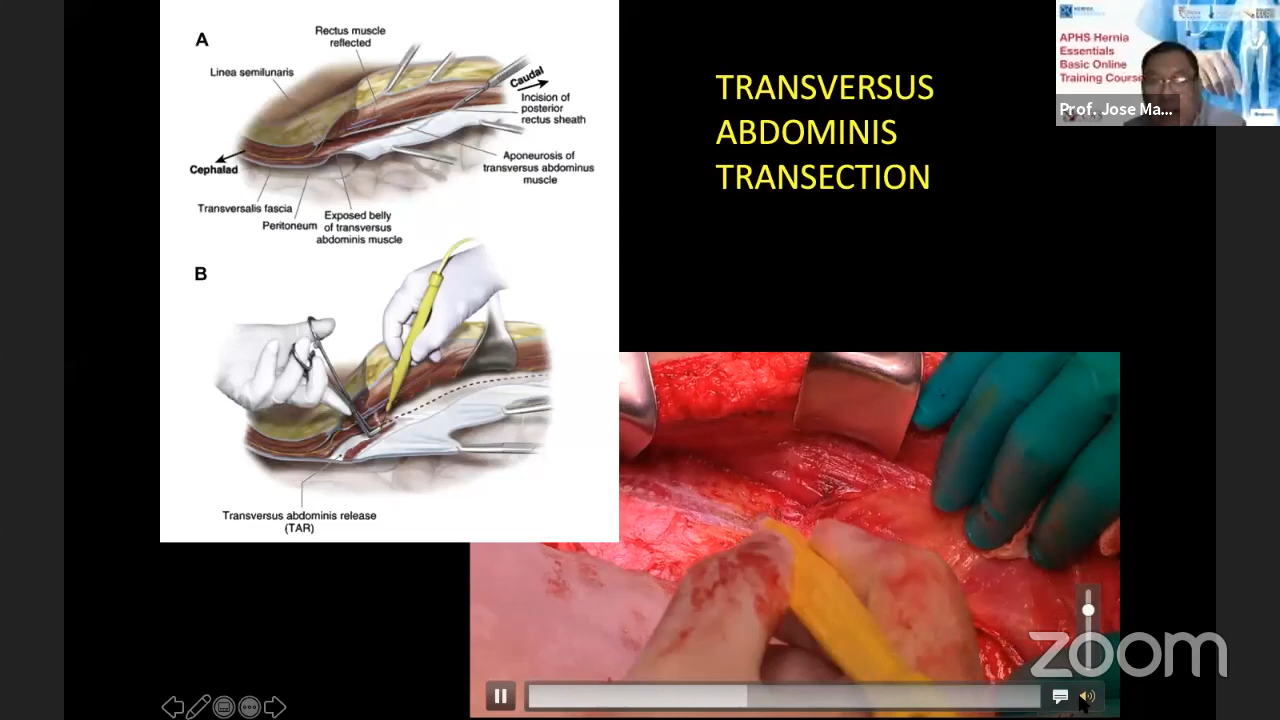 A
Rectus muscle
reflected
Linea semilunaris
Caudal
Incision of
posterior
rectus sheath
Aponeurosis of
transversus abdominus
muscle
Cephalad
Transversalis fascia
Peritoneum
Exposed belly
of transversus
abdominis muscle
B
Transversus abdominis release
(TAR)
TRANSVERSUS
ABDOMINIS
TRANSECTION
HERNIA
APHS Hernia
Essentials
Basic Online
Training Course
Prof. Jose Ma...
zoom